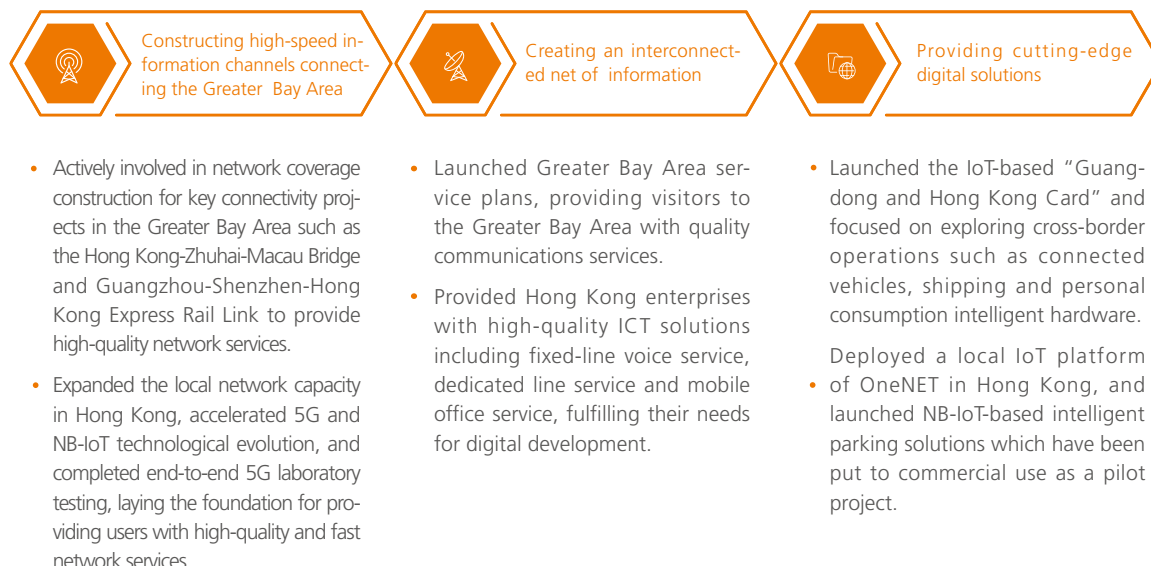 Constructing high-speed in-
formation channels connect-
ing the Greater Bay Area
Actively involved in network coverage
construction for key connectivity proj-
ects in the Greater Bay Area such as
the Hong Kong-Zhuhai-Macau Bridge
and Guangzhou-Shenzhen-Hong
Kong Express Rail Link to provide
high-quality network services.
Expanded the local network capacity
in Hong Kong, accelerated 5G and
NB-IoT technological evolution, and
completed end-to-end 5G laboratory
testing, laying the foundation for pro-
viding users with high-quality and fast
network services
Creating an interconnect-
ed net of information
Launched Greater Bay Area ser-
vice plans, providing visitors to
the Greater Bay Area with quality
communications services.
Provided Hong Kong enterprises
with high-quality ICT solutions
including fixed-line voice service,
dedicated line service and mobile
office service, fulfilling their needs
for digital development.
Providing cutting-edge
digital solutions
Launched the IoT-based “Guang-
dong and Hong Kong Card” and
focused on exploring cross-border
operations such as connected
vehicles, shipping and personal
consumption intelligent hardware.
Deployed a local IoT platform
of OneNET in Hong Kong, and
launched NB-IoT-based intelligent
parking solutions which have been
put to commercial use as a pilot
project.